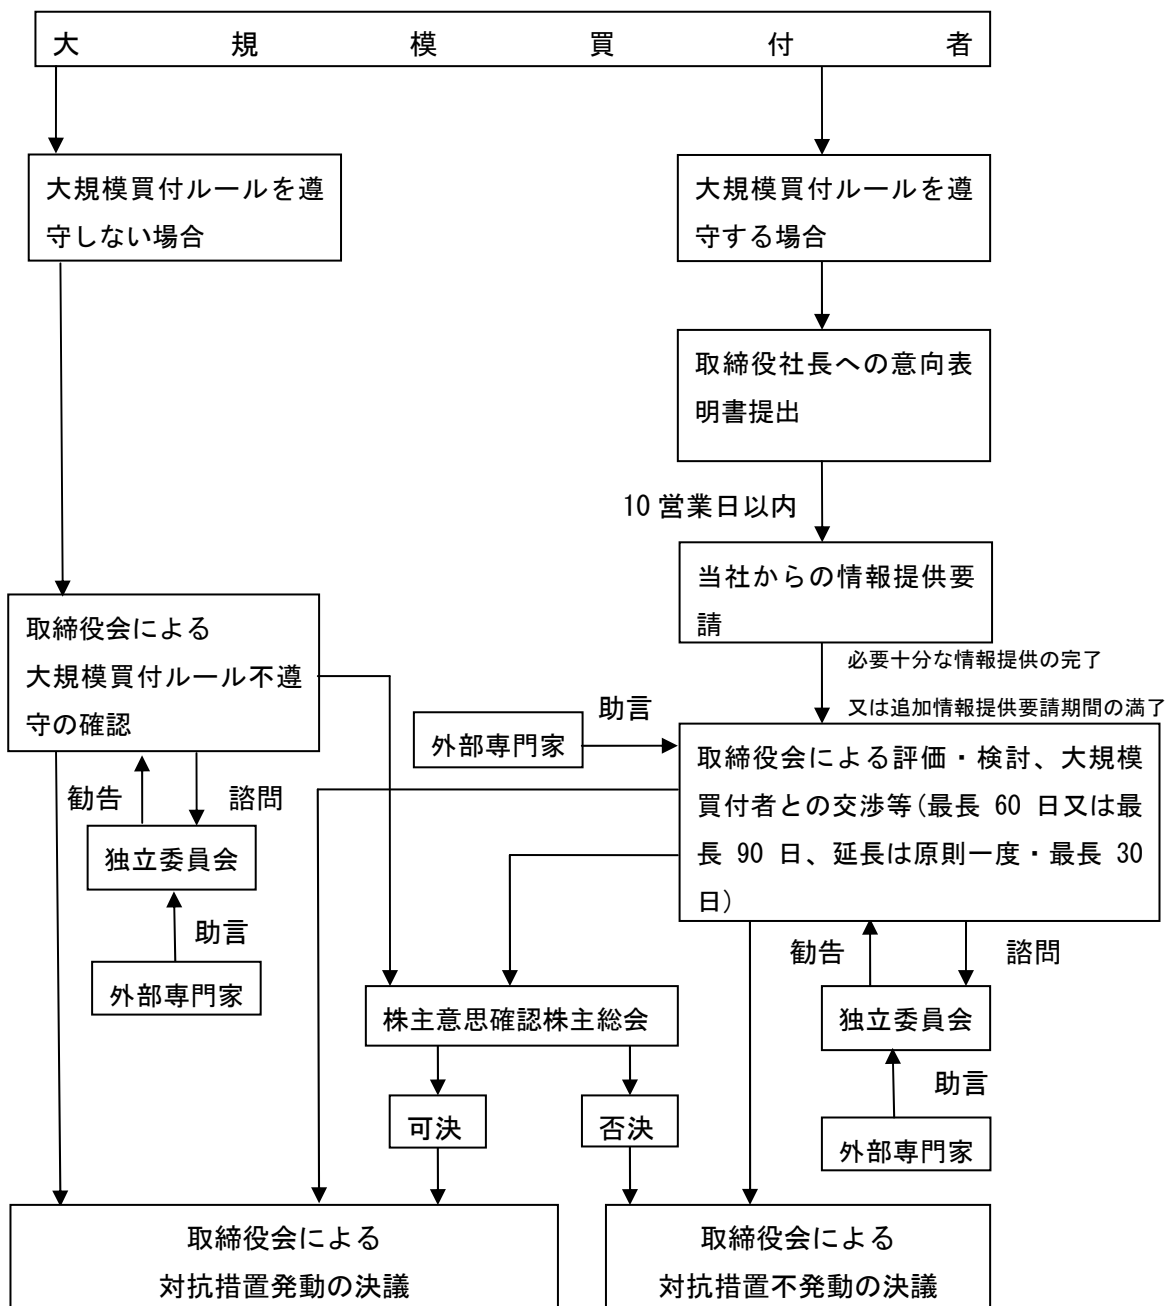 大規模買付者
大規模買付ルールを遵
守しない場合
大規模買付ルールを遵
守する場合
取締役社長への意向表
明書提出
10 営業日以内
当社からの情報提供要
請
必要十分な情報提供の完了
又は追加情報提供要請期間の満了
取締役会による
大規模買付ルール不遵
守の確認
助言
外部専門家
取締役会による評価・検討、大規模
買付者との交渉等(最長 60 日又は最
長 90 日、延長は原則一度・最長 30
日)
勧告
諮問
独立委員会
助言
外部専門家
勧告
諮問
株主意思確認株主総会
独立委員会
助言
可決
否決
外部専門家
取締役会による
対抗措置発動の決議
取締役会による
対抗措置不発動の決議